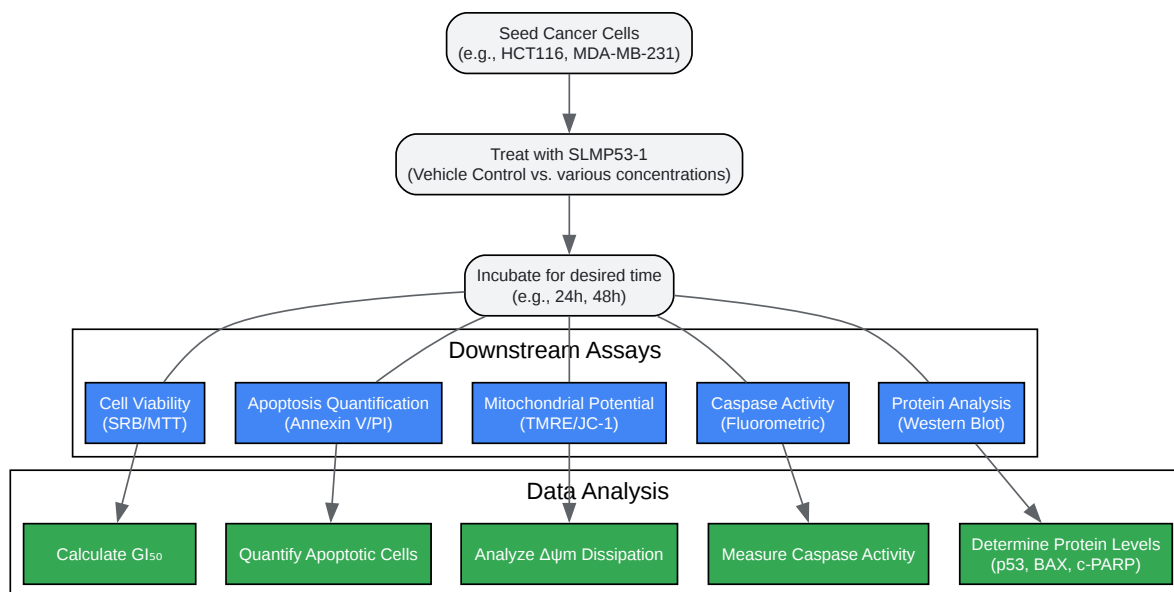 Seed Cancer Cells
(e.g., HCT116, MDA-MB-231)
Treat with SLMP53-1
(Vehicle Control vs. various concentrations)
Incubate for desired time
(e.g., 24h, 48h)
Downstream Assays
Cell Viability
(SRB/MTT)
Apoptosis Quantification
(Annexin V/PI)
Mitochondrial Potential
(TMRE/JC-1)
Caspase Activity
(Fluorometric)
Protein Analysis
(Western Blot)
Data Analysis
Calculate GI₅₀
Quantify Apoptotic Cells
Analyze Δψm Dissipation
Measure Caspase Activity
Determine Protein Levels
(p53, BAX, c-PARP)